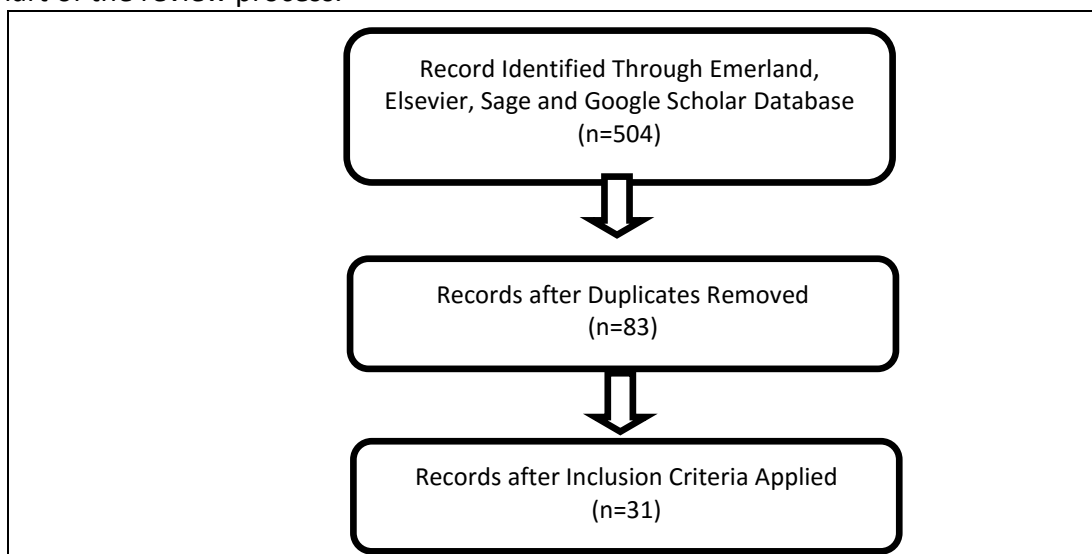 of the review process.
Record Identified Through Emerland,
Elsevier, Sage and Google Scholar Database
(n=504)
Records after Duplicates Removed
(n=83)
Records after Inclusion Criteria Applied
(n=31)